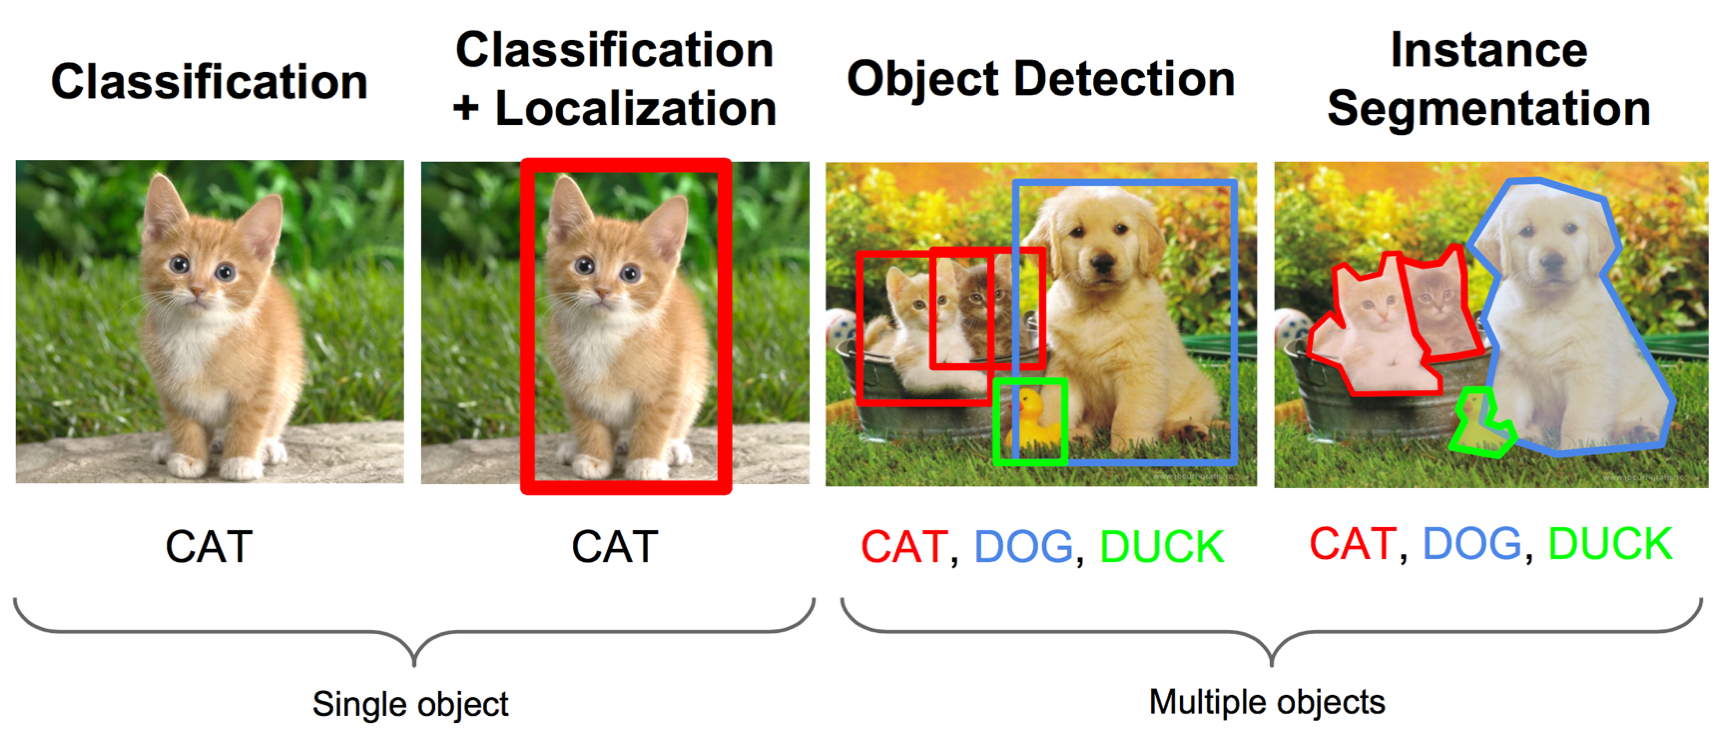 Classification
Classification
+ Localization
Object Detection
Instance
Segmentation
CAT
CAT
CAT, DOG, DUCK
CAT, DOG, DUCK
Single object
Multiple objects